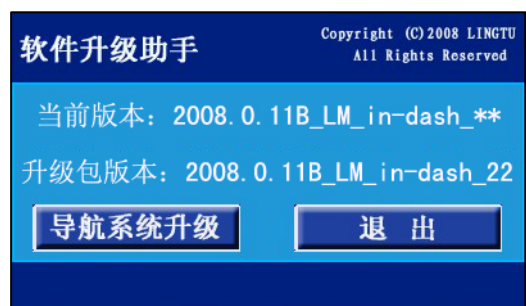 软件升级助手
Copyright (C)2008 LINGTU
All Rights Reserved
当前版本：2008.0.11B_LM_in-dash_**
升级包版本：2008.0.11B_LM_in-dash_22
导航系统升级
退 出